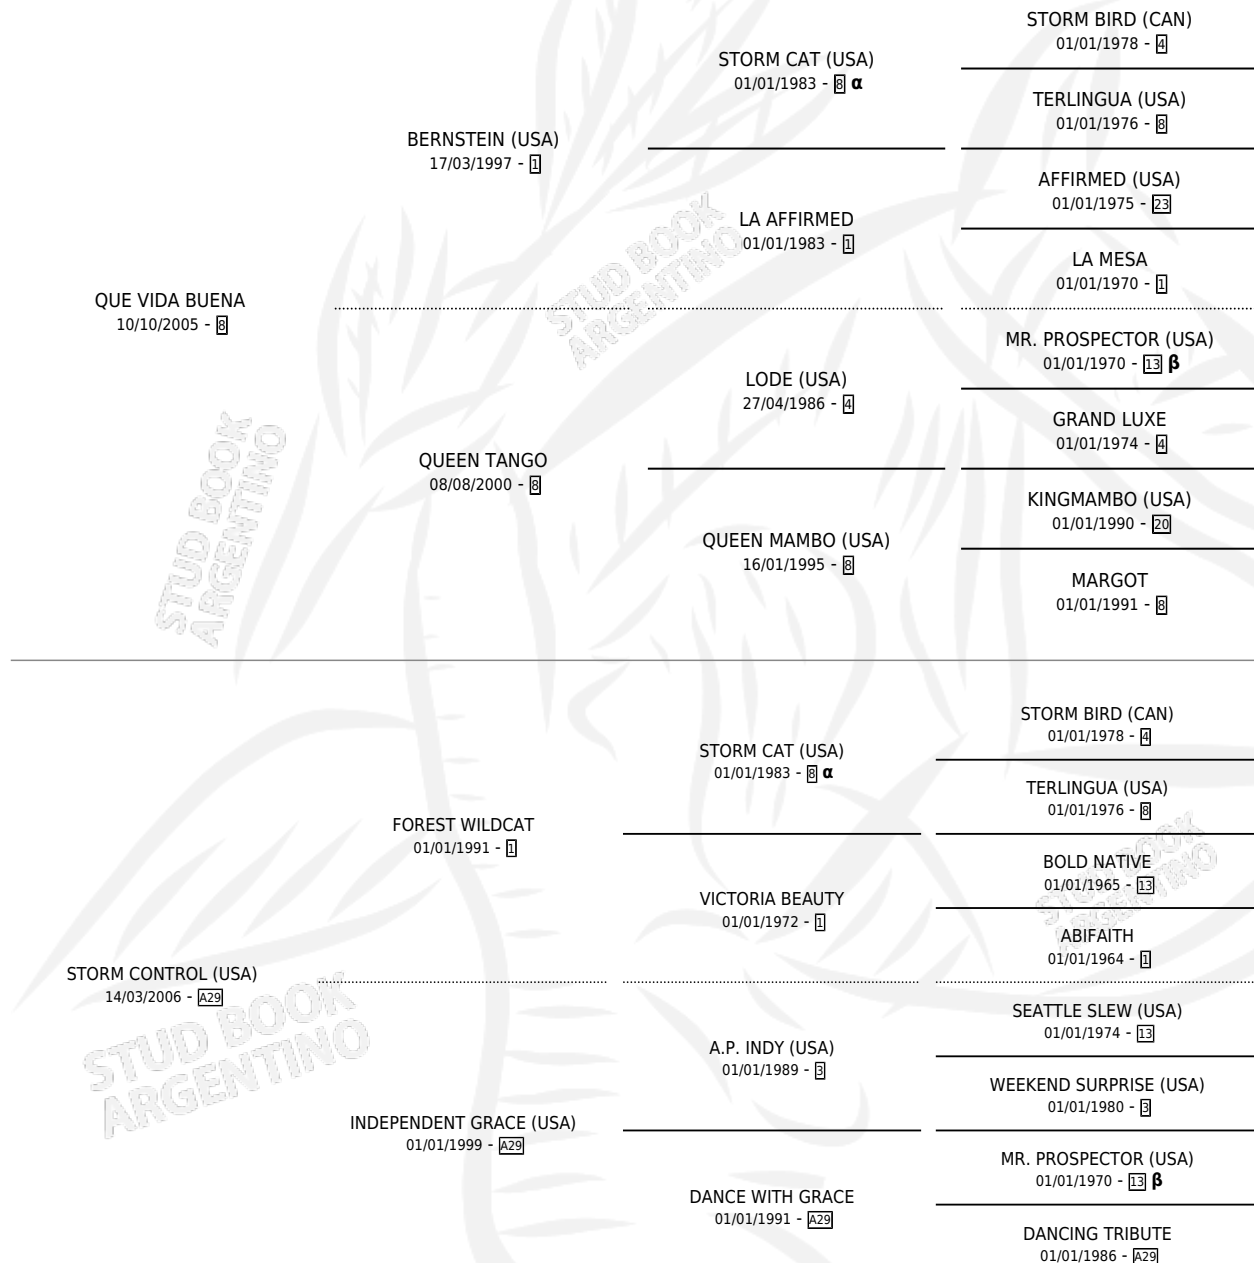 STORM BIRD (CAN)
01/01/1978 - 4
STORM CAT (USA)
01/01/1983 - 8 α
TERLINGUA (USA)
01/01/1976 - 8
BERNSTEIN (USA)
17/03/1997 - 1
AFFIRMED (USA)
01/01/1975 - 23
LA AFFIRMED
01/01/1983 - 1
LA MESA
01/01/1970 - 1
QUE VIDA BUENA
10/10/2005 - 8
MR. PROSPECTOR (USA)
01/01/1970 - 13 β
LODE (USA)
27/04/1986 - 4
GRAND LUXE
01/01/1974 - 4
QUEEN TANGO
08/08/2000 - 8
KINGMAMBO (USA)
01/01/1990 - 20
QUEEN MAMBO (USA)
16/01/1995 - 8
MARGOT
01/01/1991 - 8
STUD BOOK
ARGENTINO
STUD BOOK
ARGENTINO
STORM BIRD (CAN)
01/01/1978 - 4
STORM CAT (USA)
01/01/1983 - 8 α
TERLINGUA (USA)
01/01/1976 - 8
FOREST WILDCAT
01/01/1991 - 1
BOLD NATIVE
01/01/1965 - 13
VICTORIA BEAUTY
01/01/1972 - 1
ABIFAITH
01/01/1964 - 1
STORM CONTROL (USA)
14/03/2006 - A29
SEATTLE SLEW (USA)
01/01/1974 - 13
A.P. INDY (USA)
01/01/1989 - 3
WEEKEND SURPRISE (USA)
01/01/1980 - 3
INDEPENDENT GRACE (USA)
01/01/1999 - A29
MR. PROSPECTOR (USA)
01/01/1970 - 13 β
DANCE WITH GRACE
01/01/1991 - A29
DANCING TRIBUTE
01/01/1986 - A29
STUD BOOK
ARGENTINO
STUD BOOK
ARGENTINO